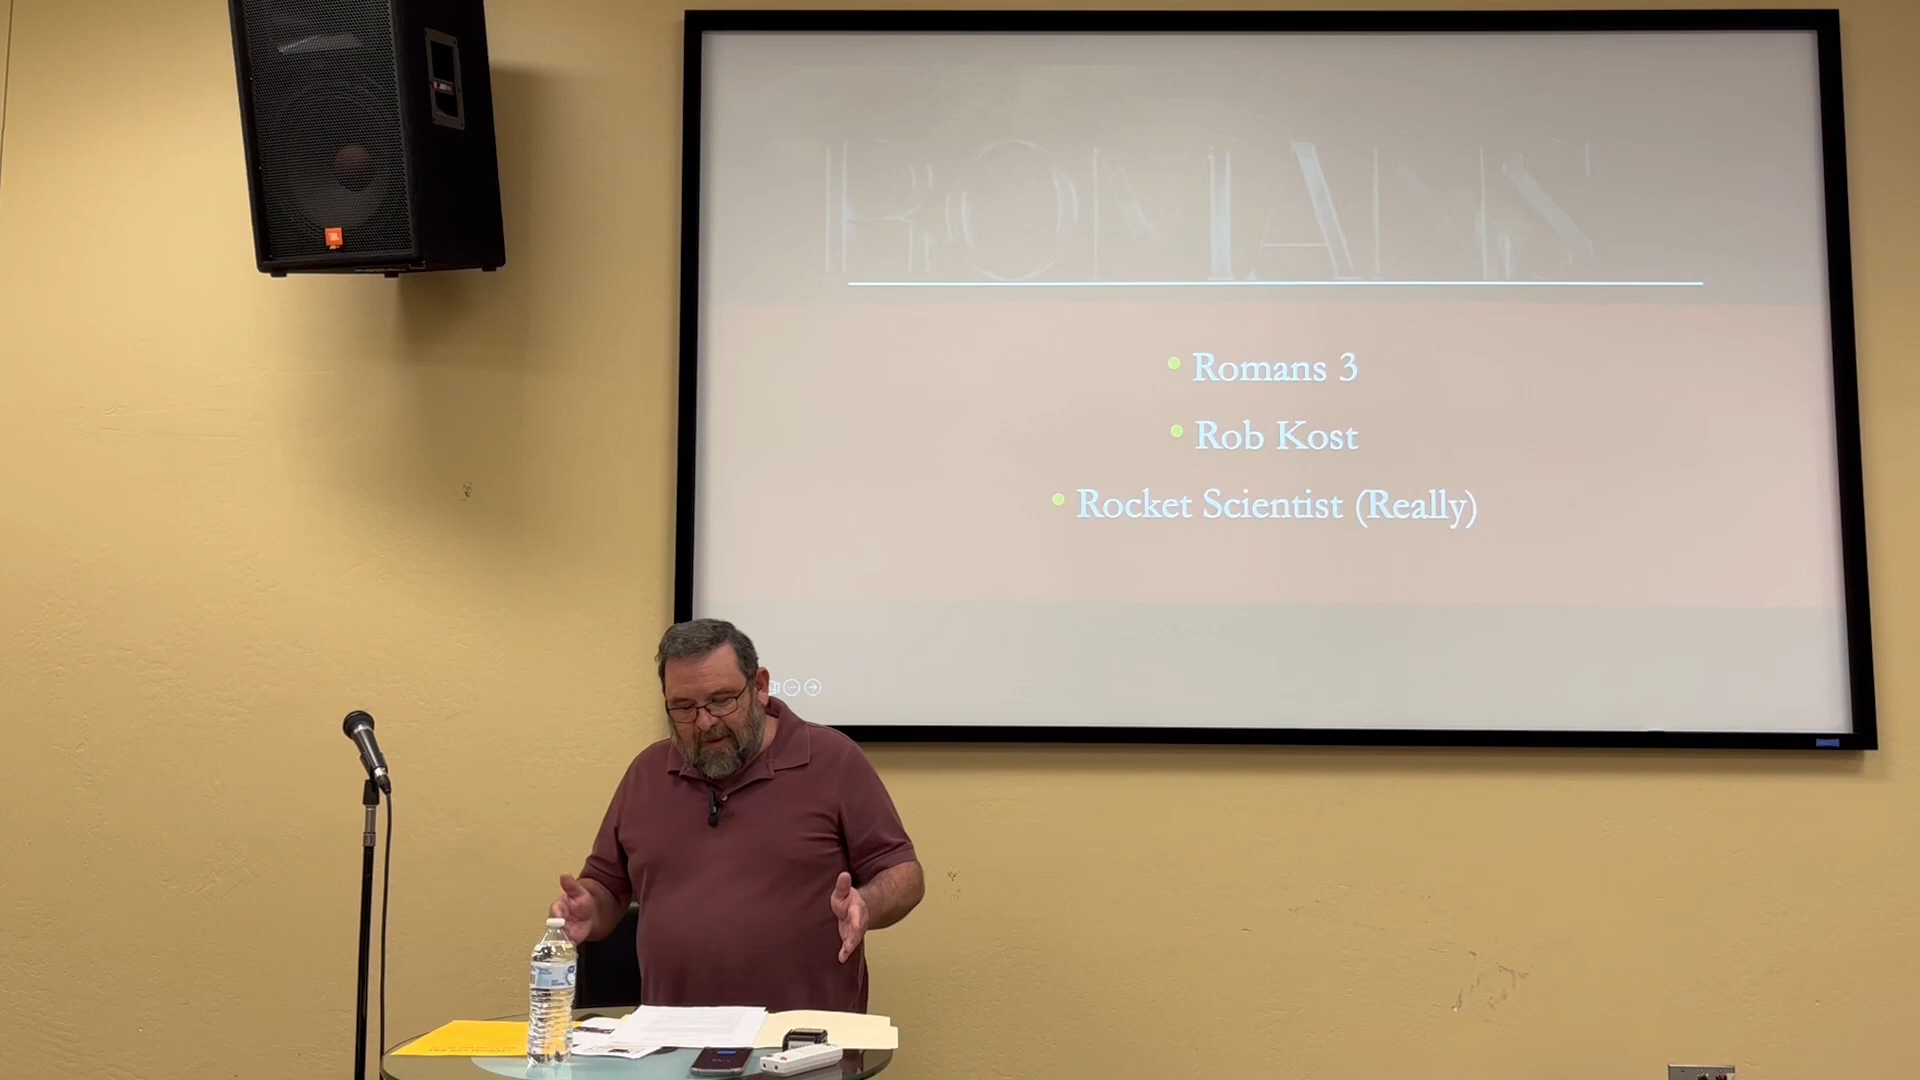 ROMANS
• Romans 3
• Rob Kost
• Rocket Scientist (Really)